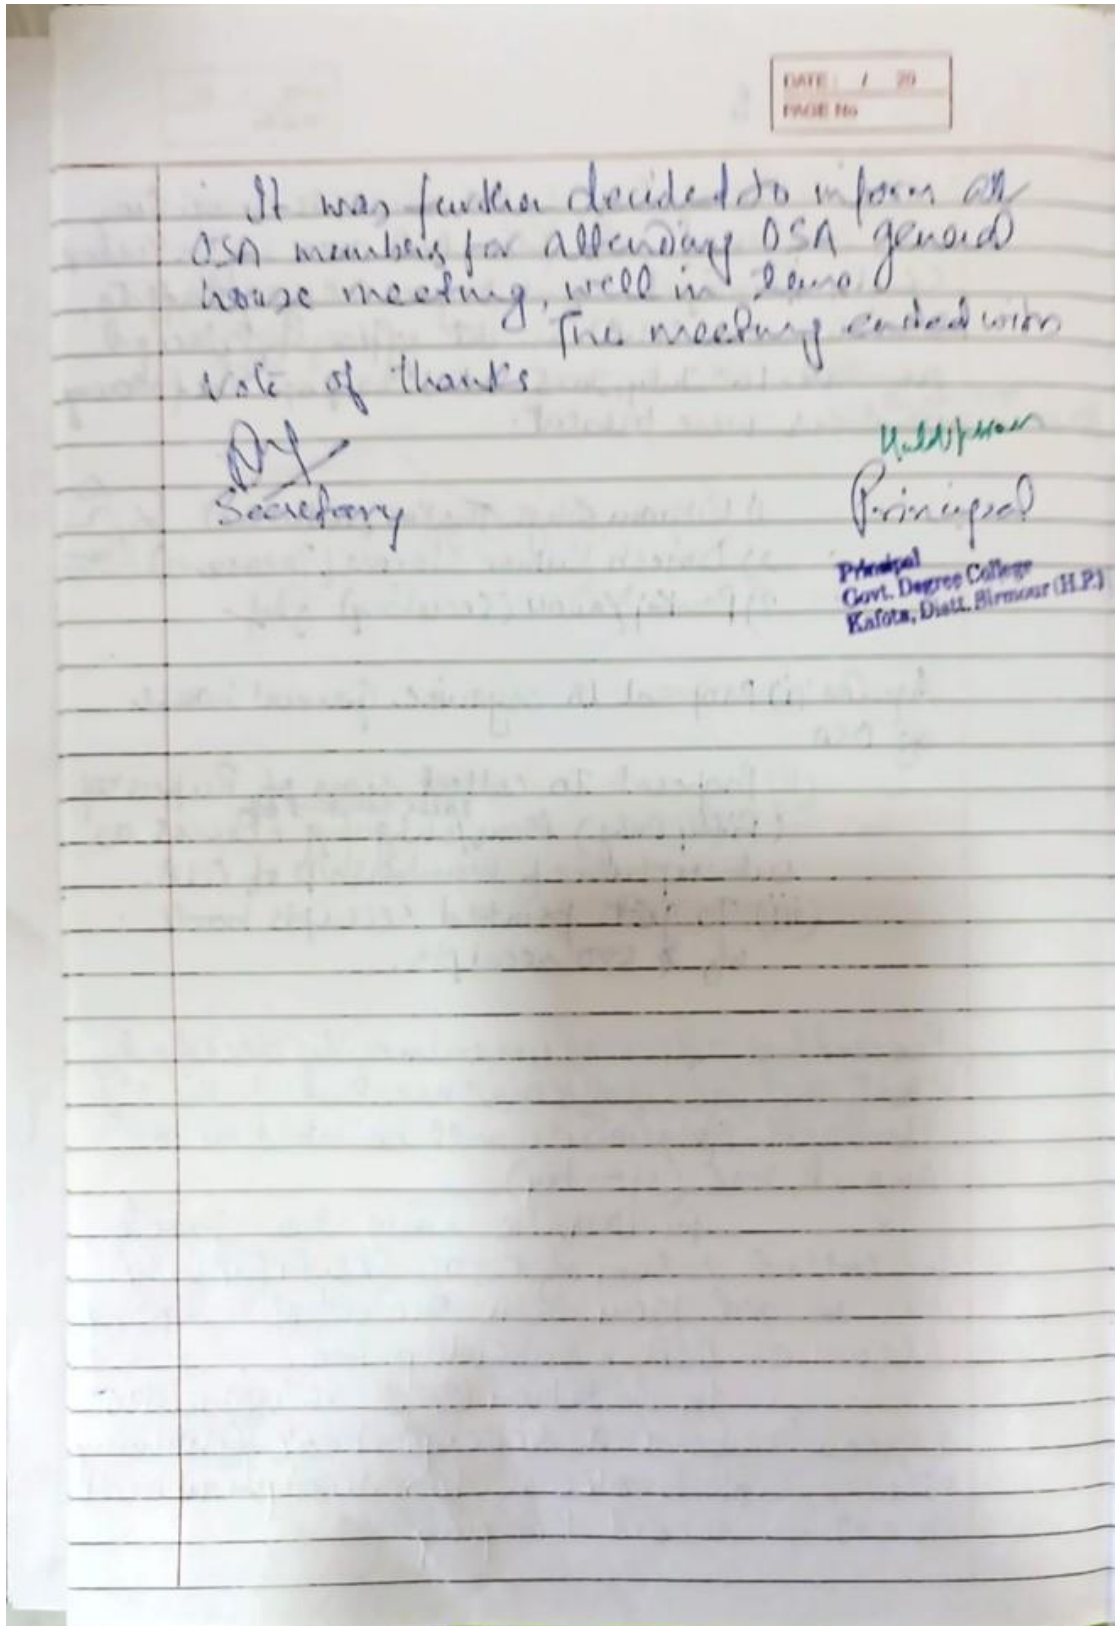 DATE : / 20
PAGE No
It was further decided to inform all
OSA members for attending OSA general
house meeting, well in time
The meeting ended with
Vote of thanks
Secretary
Principal
Principal
Govt. Degree College
Kafota, Distt. Sirmour (H.P.)